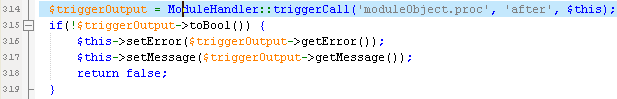 314 $triggerOutput = ModuleHandler::triggerCall('moduleObject.proc', 'after', $this);
315 if(!$triggerOutput->toBool()) {
316 $this->setError($triggerOutput->getError());
317 $this->setMessage($triggerOutput->getMessage());
318 return false;
319 }